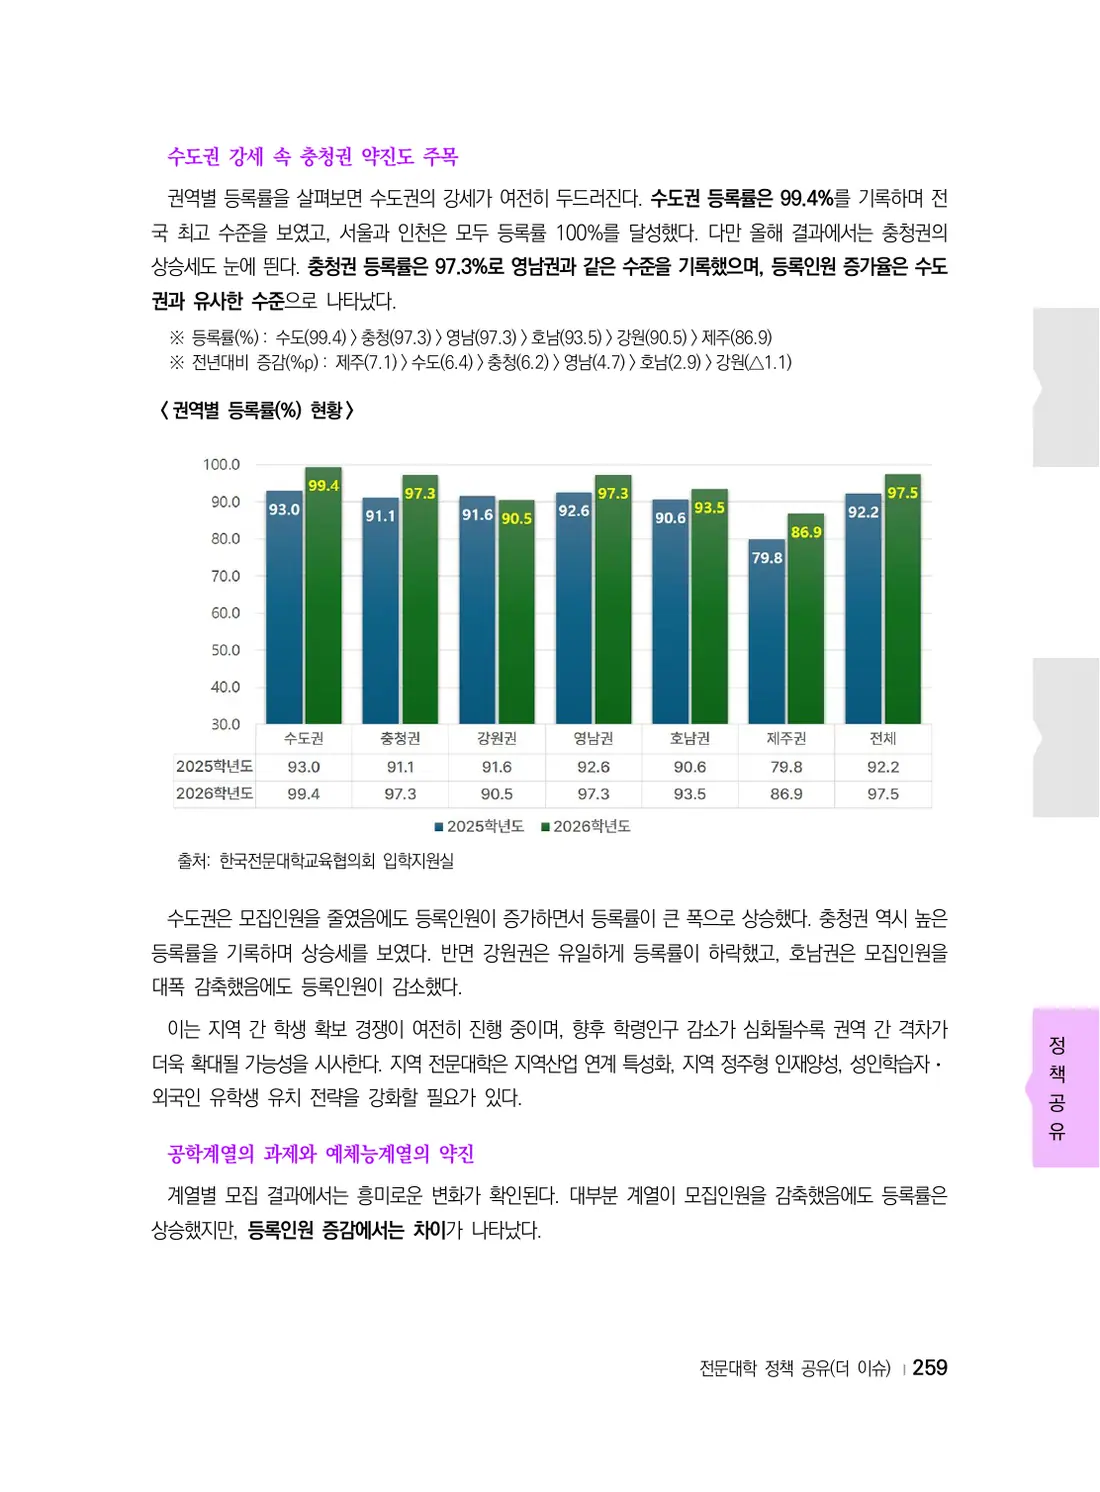 수도권 강세 속 충청권 약진도 주목
권역별 등록률을 살펴보면 수도권의 강세가 여전히 두드러진다. 수도권 등록률은 99.4%를 기록하며 전
국 최고 수준을 보였고, 서울과 인천은 모두 등록률 100%를 달성했다. 다만 올해 결과에서는 충청권의
상승세도 눈에 띈다. 충청권 등록률은 97.3%로 영남권과 같은 수준을 기록했으며, 등록인원 증가율은 수도
권과 유사한 수준으로 나타났다.
※ 등록률(%) : 수도(99.4) > 충청(97.3) > 영남(97.3) > 호남(93.5) > 강원(90.5) > 제주(86.9)
※ 전년대비 증감(%p) : 제주(7.1) > 수도(6.4) > 충청(6.2) > 영남(4.7) > 호남(2.9) > 강원(△1.1)
< 권역별 등록률(%) 현황 >
100.0
90.0
80.0
70.0
60.0
50.0
40.0
30.0
93.0 99.4 91.1 97.3 91.6 90.5 92.6 97.3 90.6 93.5 79.8 86.9 92.2 97.5
수도권 충청권 강원권 영남권 호남권 제주권 전체
2025학년도 93.0 91.1 91.6 92.6 90.6 79.8 92.2
2026학년도 99.4 97.3 90.5 97.3 93.5 86.9 97.5
■ 2025학년도 ■ 2026학년도
출처: 한국전문대학교육협의회 입학지원실
수도권은 모집인원을 줄였음에도 등록인원이 증가하면서 등록률이 큰 폭으로 상승했다. 충청권 역시 높은
등록률을 기록하며 상승세를 보였다. 반면 강원권은 유일하게 등록률이 하락했고, 호남권은 모집인원을
대폭 감축했음에도 등록인원이 감소했다.
이는 지역 간 학생 확보 경쟁이 여전히 진행 중이며, 향후 학령인구 감소가 심화될수록 권역 간 격차가
더욱 확대될 가능성을 시사한다. 지역 전문대학은 지역산업 연계 특성화, 지역 정주형 인재양성, 성인학습자・
외국인 유학생 유치 전략을 강화할 필요가 있다.
공학계열의 과제와 예체능계열의 약진
계열별 모집 결과에서는 흥미로운 변화가 확인된다. 대부분 계열이 모집인원을 감축했음에도 등록률은
상승했지만, 등록인원 증감에서는 차이가 나타났다.
정
책
공
유
전문대학 정책 공유(더 이슈) | 259